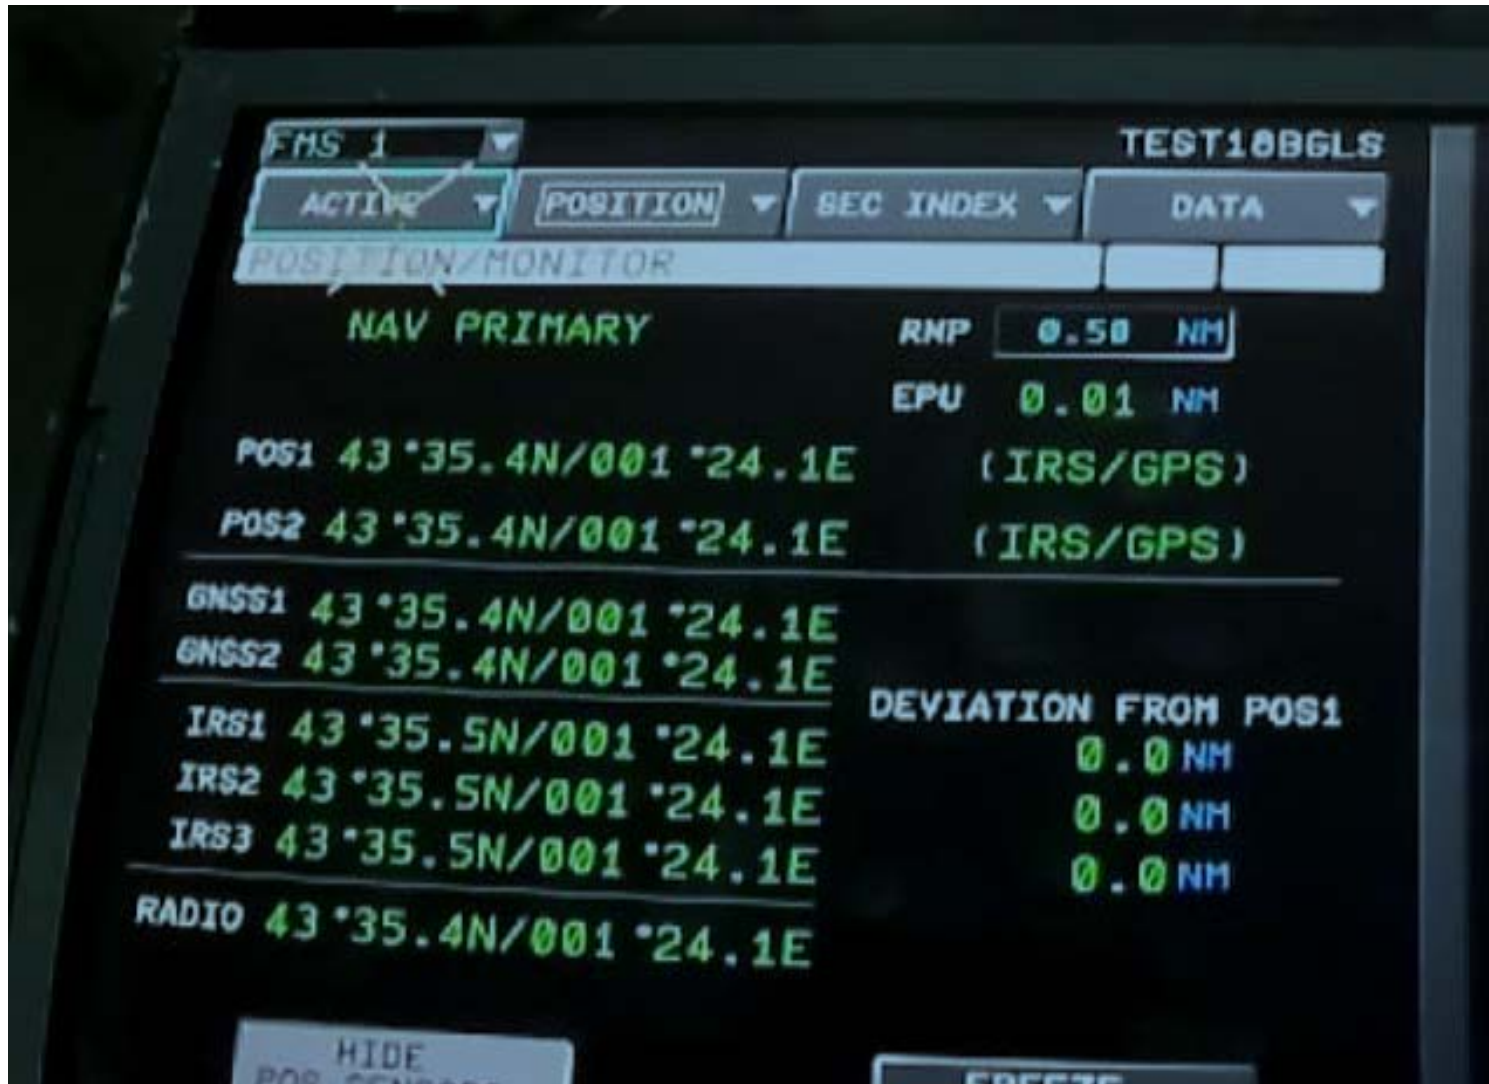 FMS 1 TEST18BGLS
ACTIVE POSITION SEC INDEX DATA
POSITION/MONITOR
NAV PRIMARY RNP 0.50 NM
EPU 0.01 NM
POS1 43°35.4N/001°24.1E (IRS/GPS)
POS2 43°35.4N/001°24.1E (IRS/GPS)
GNSS1 43°35.4N/001°24.1E
GNSS2 43°35.4N/001°24.1E
DEVIATION FROM POS1
IRS1 43°35.5N/001°24.1E 0.0 NM
IRS2 43°35.5N/001°24.1E 0.0 NM
IRS3 43°35.5N/001°24.1E 0.0 NM
RADIO 43°35.4N/001°24.1E
HIDE FREEZE